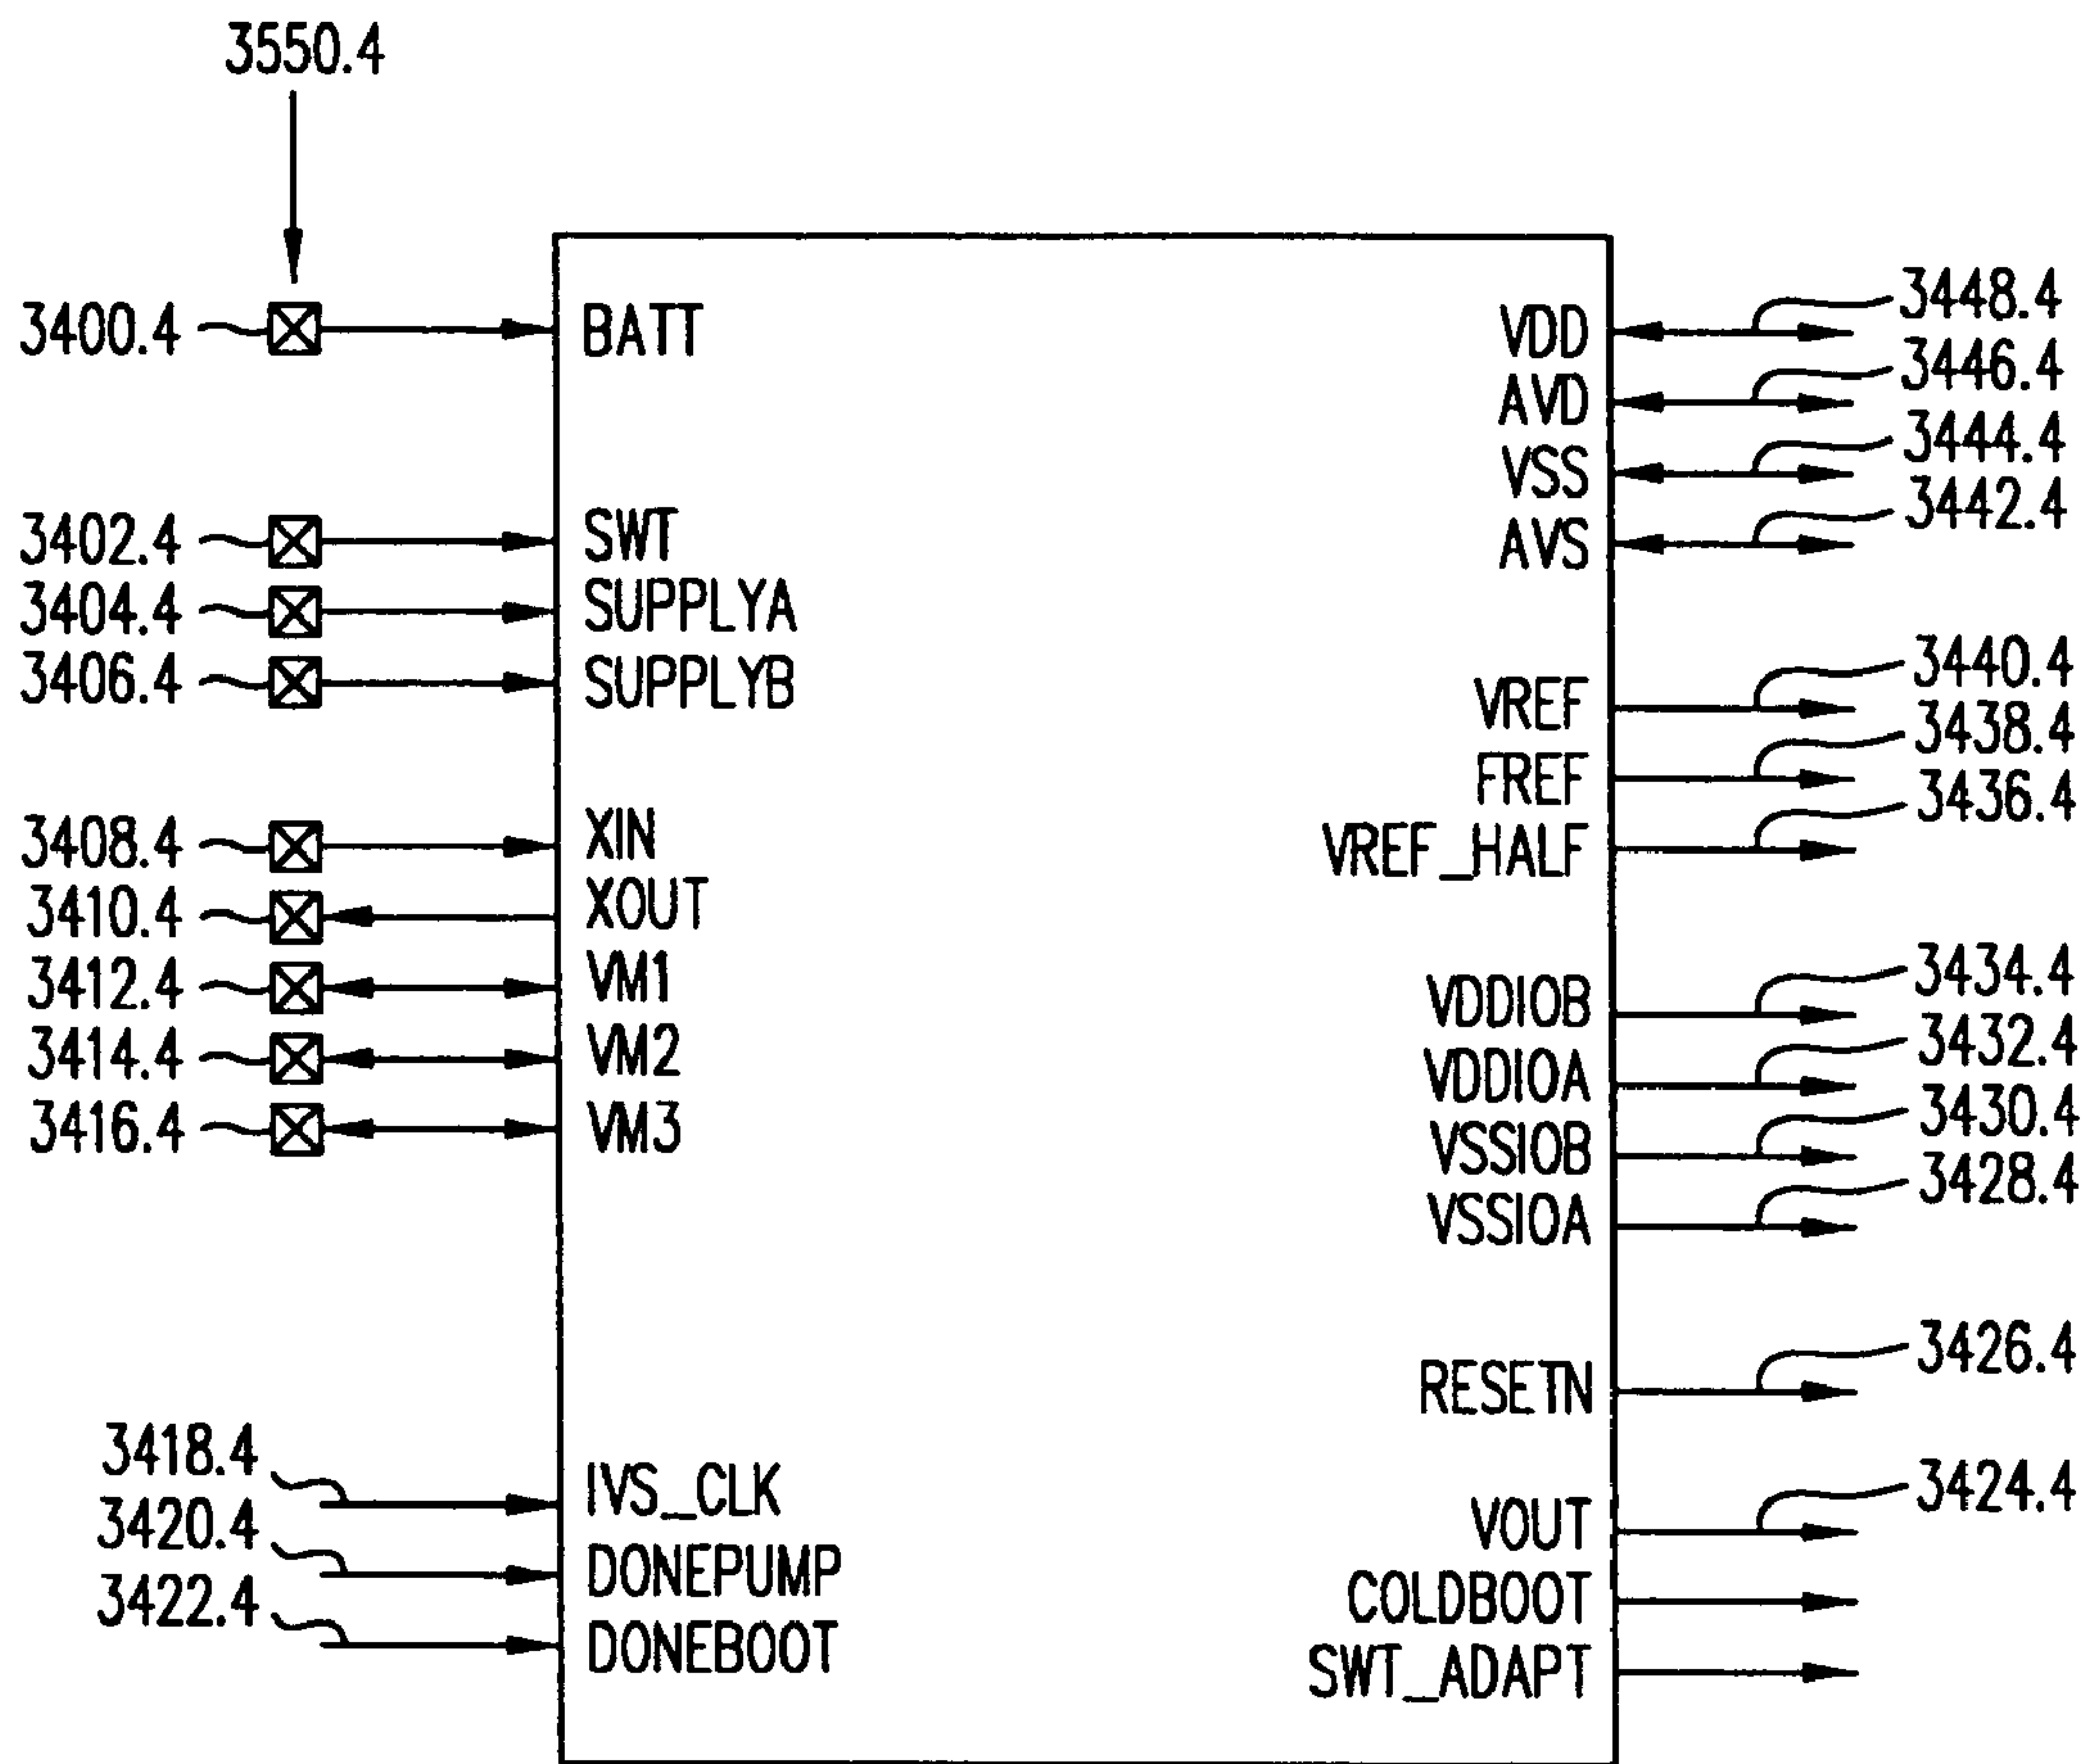 3550.4
3400.4 BATT
3402.4 SWT
3404.4 SUPPLYA
3406.4 SUPPLYB
3408.4 XIN
3410.4 XOUT
3412.4 VM1
3414.4 VM2
3416.4 VM3
3418.4 IVS_CLK
3420.4 DONEPUMP
3422.4 DONEBOOT
VDD 3448.4
AVD 3446.4
VSS 3444.4
AVS 3442.4
VREF 3440.4
FREF 3438.4
VREF_HALF 3436.4
VDDIOB 3434.4
VDDIOA 3432.4
VSSIOB 3430.4
VSSIOA 3428.4
RESETN 3426.4
VOUT 3424.4
COLDBOOT
SWT_ADAPT